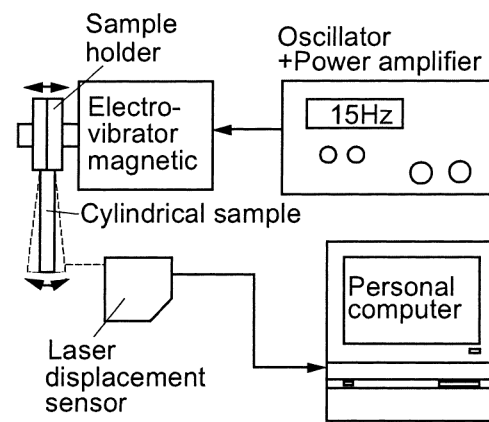 Sample
holder
Oscillator
+Power amplifier
Electro-
vibrator
magnetic
15Hz
Cylindrical sample
Personal
computer
Laser
displacement
sensor